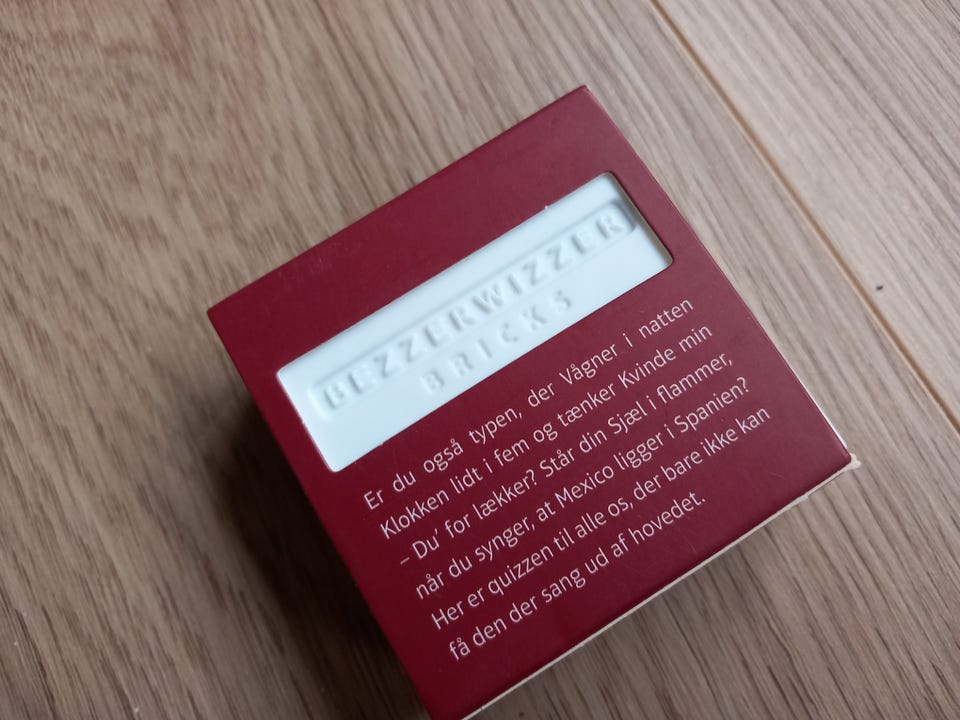 BEZZERWIZZER
BRICKS
Er du også typen, der Vågner i natten
Klokken lidt i fem og tænker Kvinde min
– Du' for lækker? Står din Sjæl i flammer,
når du synger, at Mexico ligger i Spanien?
Her er quizzen til alle os, der bare ikke kan
få den der sang ud af hovedet.